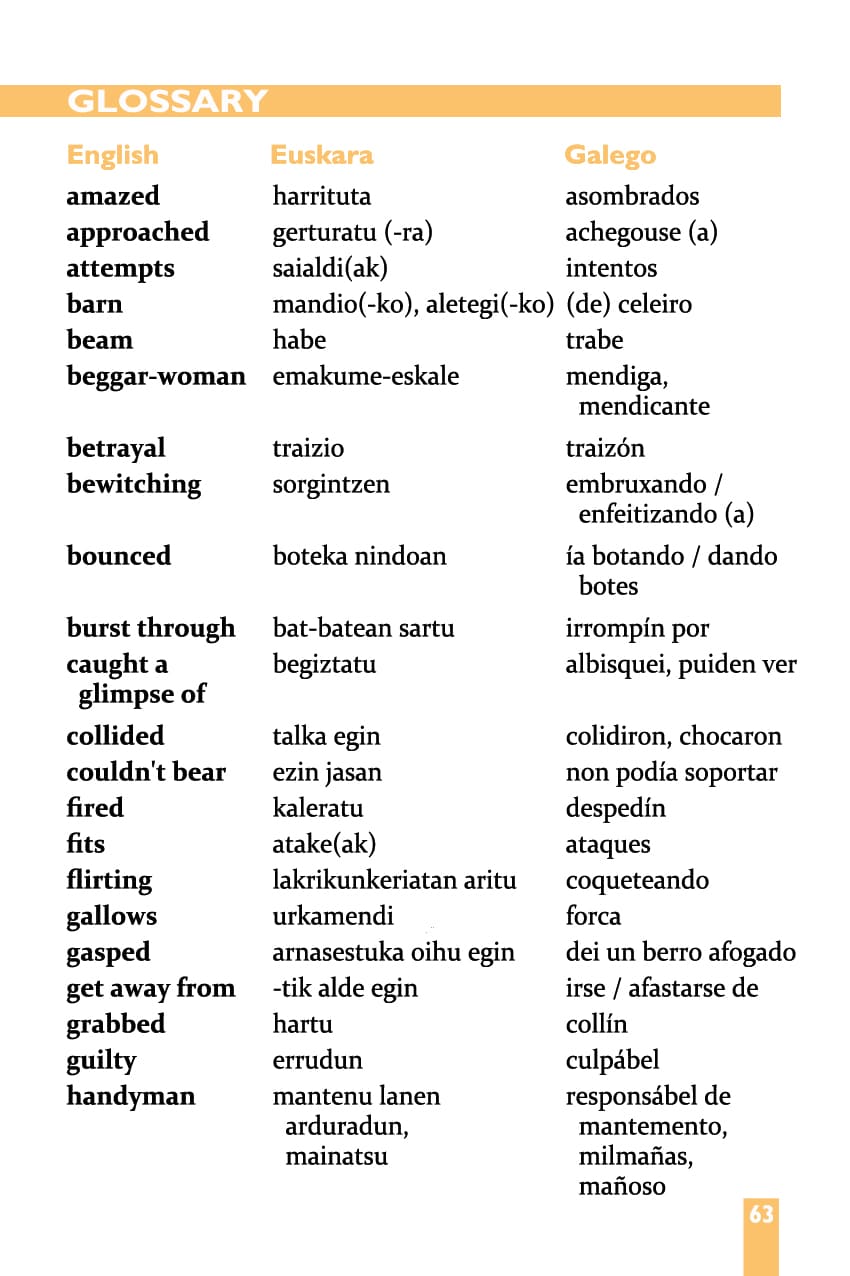 GLOSSARY
English Euskara Galego
amazed harrituta asombrados
approached gerturatu (-ra) achegouse (a)
attempts saialdi(ak) intentos
barn mandio(-ko), aletegi(-ko) (de) celeiro
beam habe trabe
beggar-woman emakume-eskale mendiga,
mendicante
betrayal traizio traizón
bewitching sorgintzen embruxando /
enfeitizando (a)
bounced boteka nindoan ía botando / dando
botes
burst through bat-batean sartu irrompín por
caught a begiztatu albisquei, puiden ver
glimpse of
collided talka egin colidiron, chocaron
couldn't bear ezin jasan non podía soportar
fired kaleratu despedín
fits atake(ak) ataques
flirting lakrikunkeriatan aritu coqueteando
gallows urkamendi forca
gasped arnasestuka oihu egin dei un berro afogado
get away from -tik alde egin irse / afastarse de
grabbed hartu collín
guilty errudun culpábel
handyman mantenu lanen responsábel de
arduradun, mantemento,
mainatsu milmañas,
mañoso
63